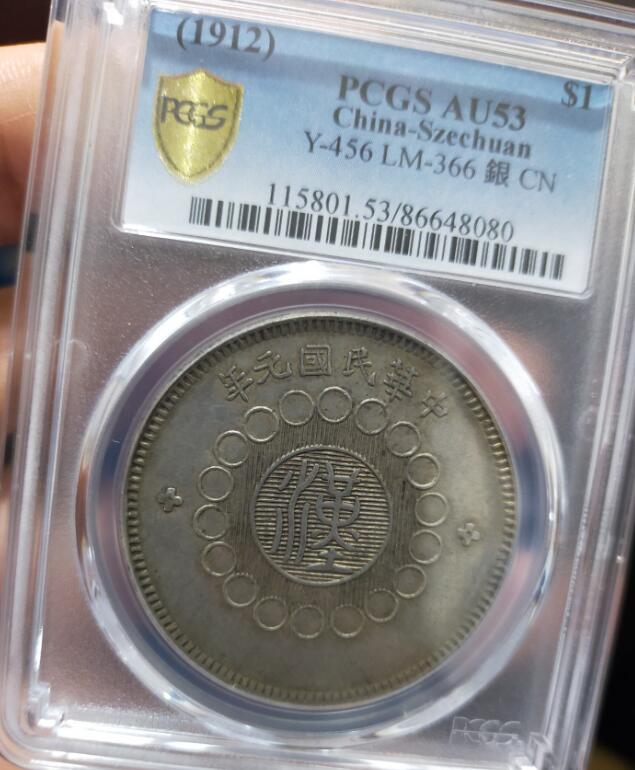 (1912)
$1
PCGS
PCGS AU53
China-Szechuan
Y-456 LM-366 銀 CN
115801.53/86648080
年元國民華中
漢
PCGS